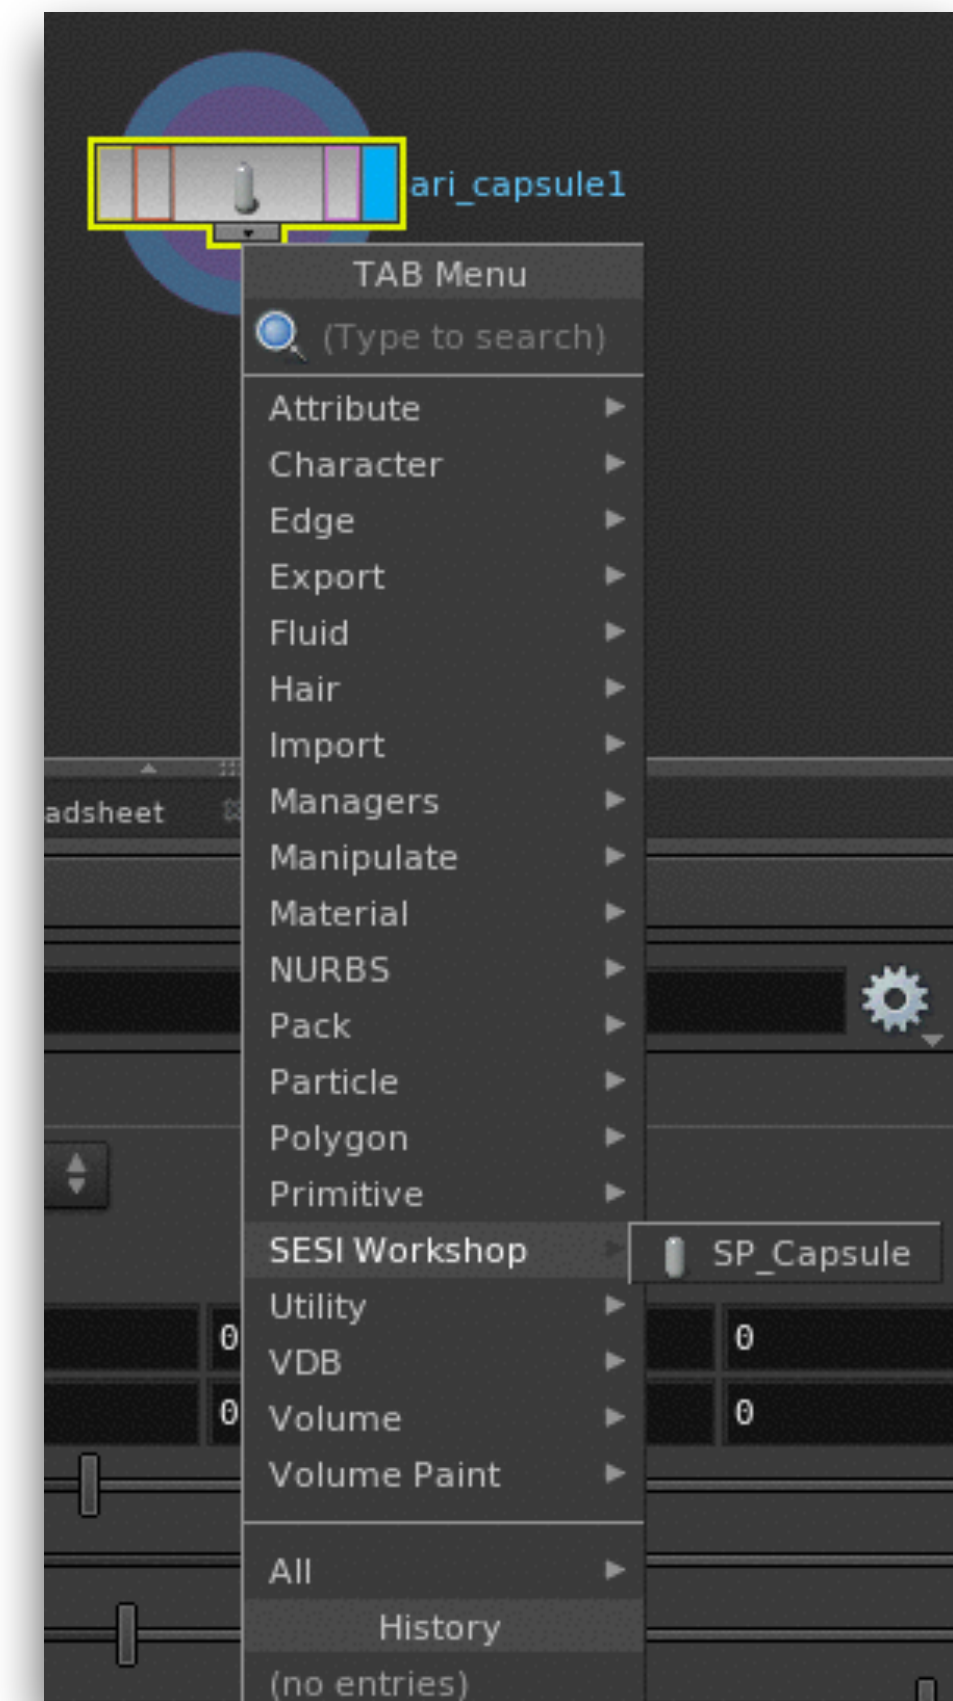 ari_capsule1
TAB Menu
(Type to search)
Attribute
Character
Edge
Export
Fluid
Hair
Import
Managers
adsheet
Manipulate
Material
NURBS
Pack
Particle
Polygon
Primitive
SESI Workshop
SP_Capsule
Utility
0 0
VDB
0 0
Volume
Volume Paint
All
History
(no entries)